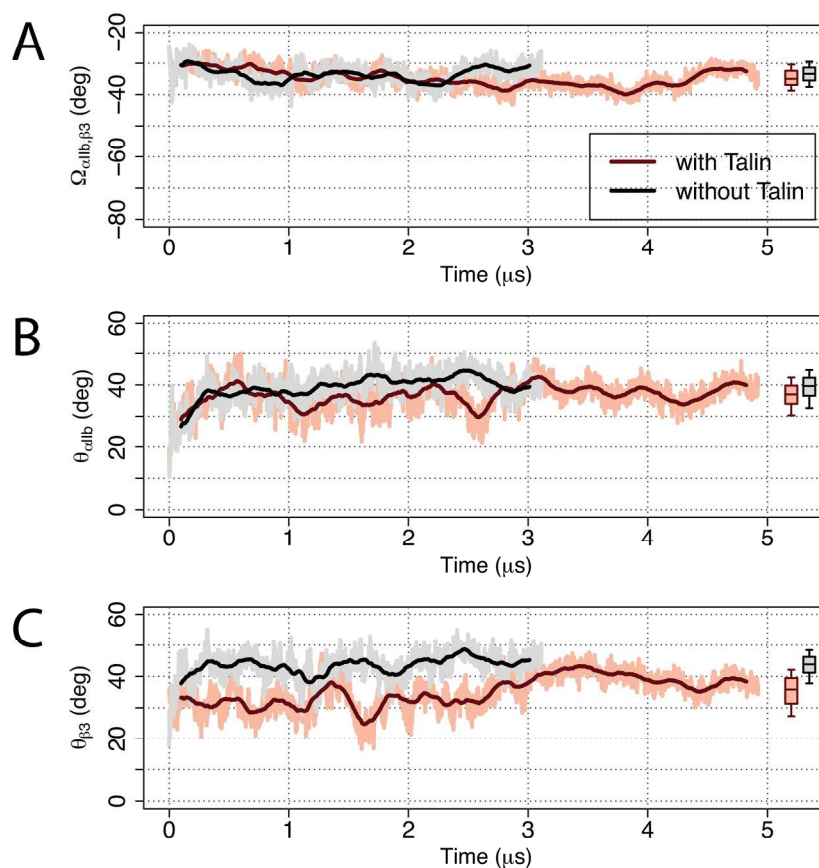 A
−20
−40
−60
−80
Ω αIIb,β3 (deg)
with Talin
without Talin
0 1 2 3 4 5
Time (μs)
B
60
40
20
0
θ αIIb (deg)
0 1 2 3 4 5
Time (μs)
C
60
40
20
0
θ β3 (deg)
0 1 2 3 4 5
Time (μs)